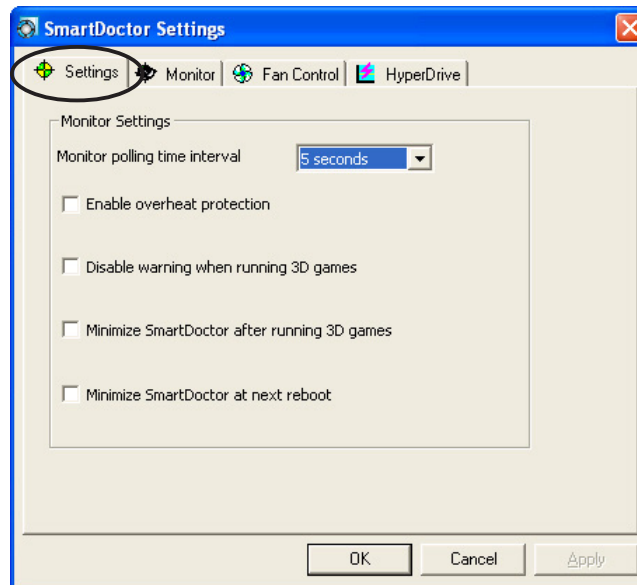 SmartDoctor Settings
Settings Monitor Fan Control HyperDrive
Monitor Settings
Monitor polling time interval 5 seconds
Enable overheat protection
Disable warning when running 3D games
Minimize SmartDoctor after running 3D games
Minimize SmartDoctor at next reboot
OK Cancel Apply